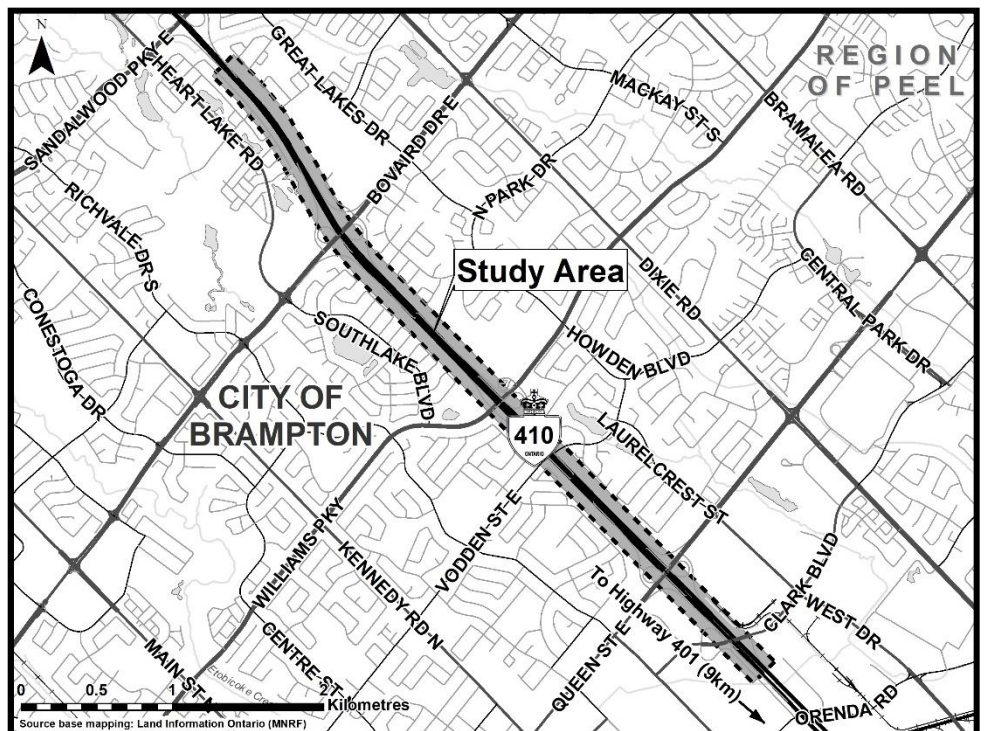 N
SANDALWOOD PKY E
HEART LAKE RD
GREAT LAKES DR
BOVAIRD DR E
MACKAY ST S
REGION
OF PEEL
BRAMALEA RD
RICHVALE DR S
N PARK DR
Study Area
DIXIE RD
CENTRAL PARK DR
CONESTOGA DR
SOUTHLAKE BLVD
HOWDEN BLVD
CITY OF
BRAMPTON
410
ONTARIO
LAUREL CREST ST
WILLIAMS PKY
KENNEDY RD N
VODDEN ST E
To Highway 401 (9km)
CLARK BLVD
WEST DR
MAIN ST N
CENTRE ST
QUEEN ST E
ORENDA RD
Etobicoke Creek
0 0.5 1 2
Kilometres
Source base mapping: Land Information Ontario (MNRF)